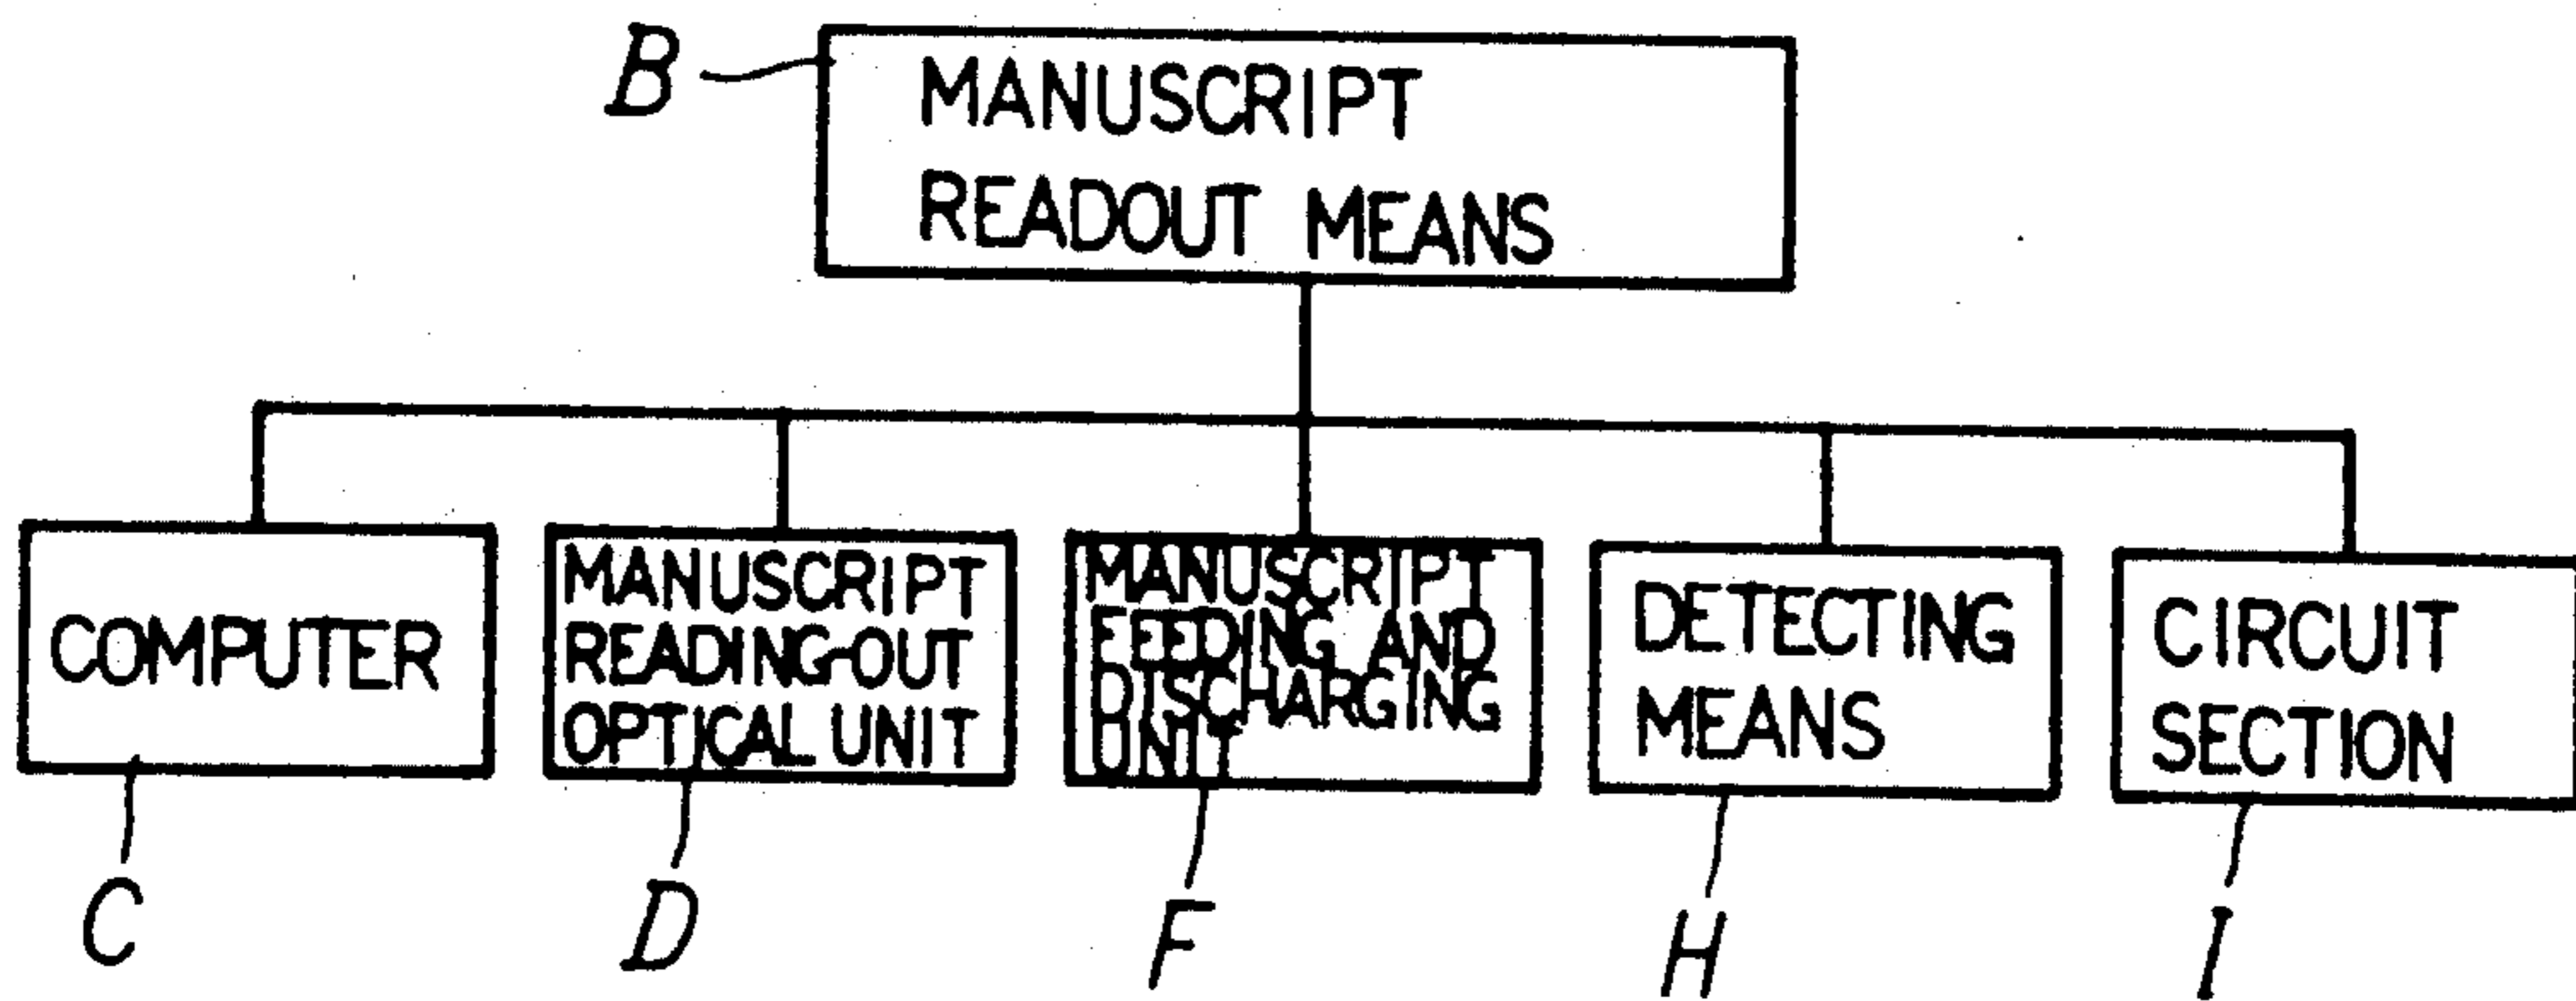 B
MANUSCRIPT
READOUT MEANS
COMPUTER
MANUSCRIPT
READING-OUT
OPTICAL UNIT
MANUSCRIPT
FEEDING AND
DISCHARGING
UNIT
DETECTING
MEANS
CIRCUIT
SECTION
C
D
F
H
I